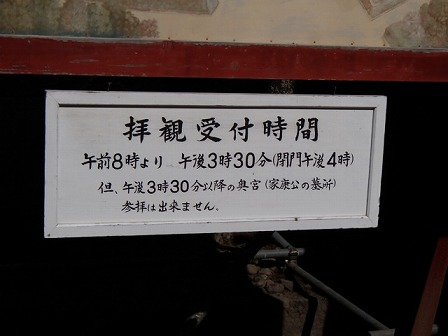 拝観受付時間
午前8時より 午後3時30分(閉門午後4時)
但、午後3時30分以降の奥宮(家康公の墓所)
参拝は出来ません。